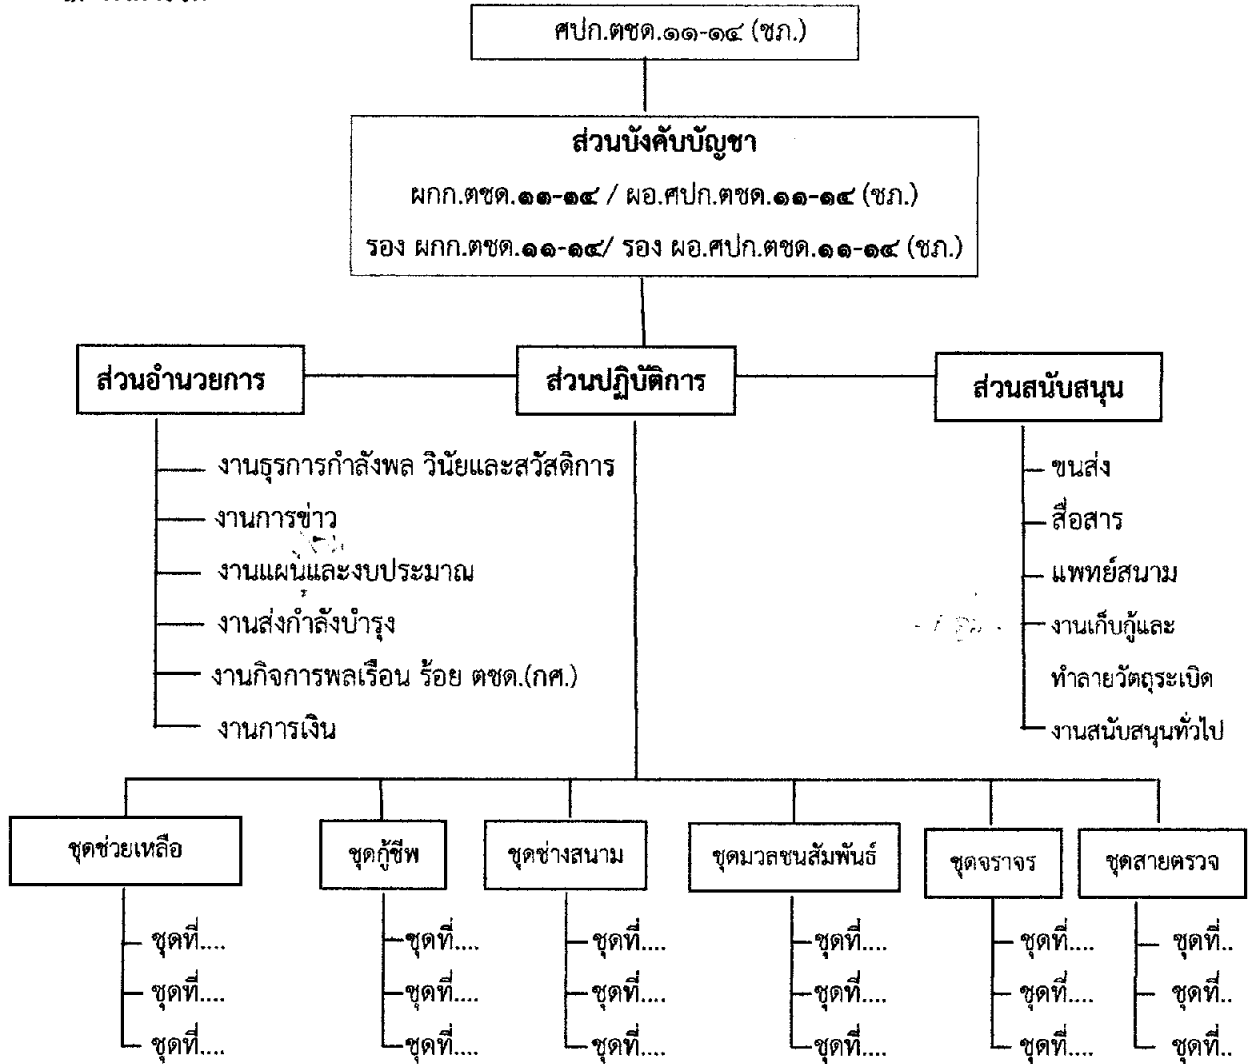 ศปก.ตชด.๑๑-๑๔ (ชภ.)
ส่วนบังคับบัญชา
ผกก.ตชด.๑๑-๑๔ / ผอ.ศปก.ตชด.๑๑-๑๔ (ชภ.)
รอง ผกก.ตชด.๑๑-๑๔/ รอง ผอ.ศปก.ตชด.๑๑-๑๔ (ชภ.)
ส่วนอำนวยการ
งานธุรการกำลังพล วินัยและสวัสดิการ
งานการข่าว
งานแผนและงบประมาณ
งานส่งกำลังบำรุง
งานกิจการพลเรือน ร้อย ตชด.(กศ.)
งานการเงิน
ส่วนปฏิบัติการ
ส่วนสนับสนุน
ขนส่ง
สื่อสาร
แพทย์สนาม
งานเก็บกู้และ
ทำลายวัตถุระเบิด
งานสนับสนุนทั่วไป
ชุดช่วยเหลือ
ชุดที่....
ชุดที่....
ชุดที่....
ชุดกู้ชีพ
ชุดที่....
ชุดที่....
ชุดที่....
ชุดช่างสนาม
ชุดที่....
ชุดที่....
ชุดที่....
ชุดมวลชนสัมพันธ์
ชุดที่....
ชุดที่....
ชุดที่....
ชุดจราจร
ชุดที่....
ชุดที่....
ชุดที่....
ชุดสายตรวจ
ชุดที่..
ชุดที่..
ชุดที่..